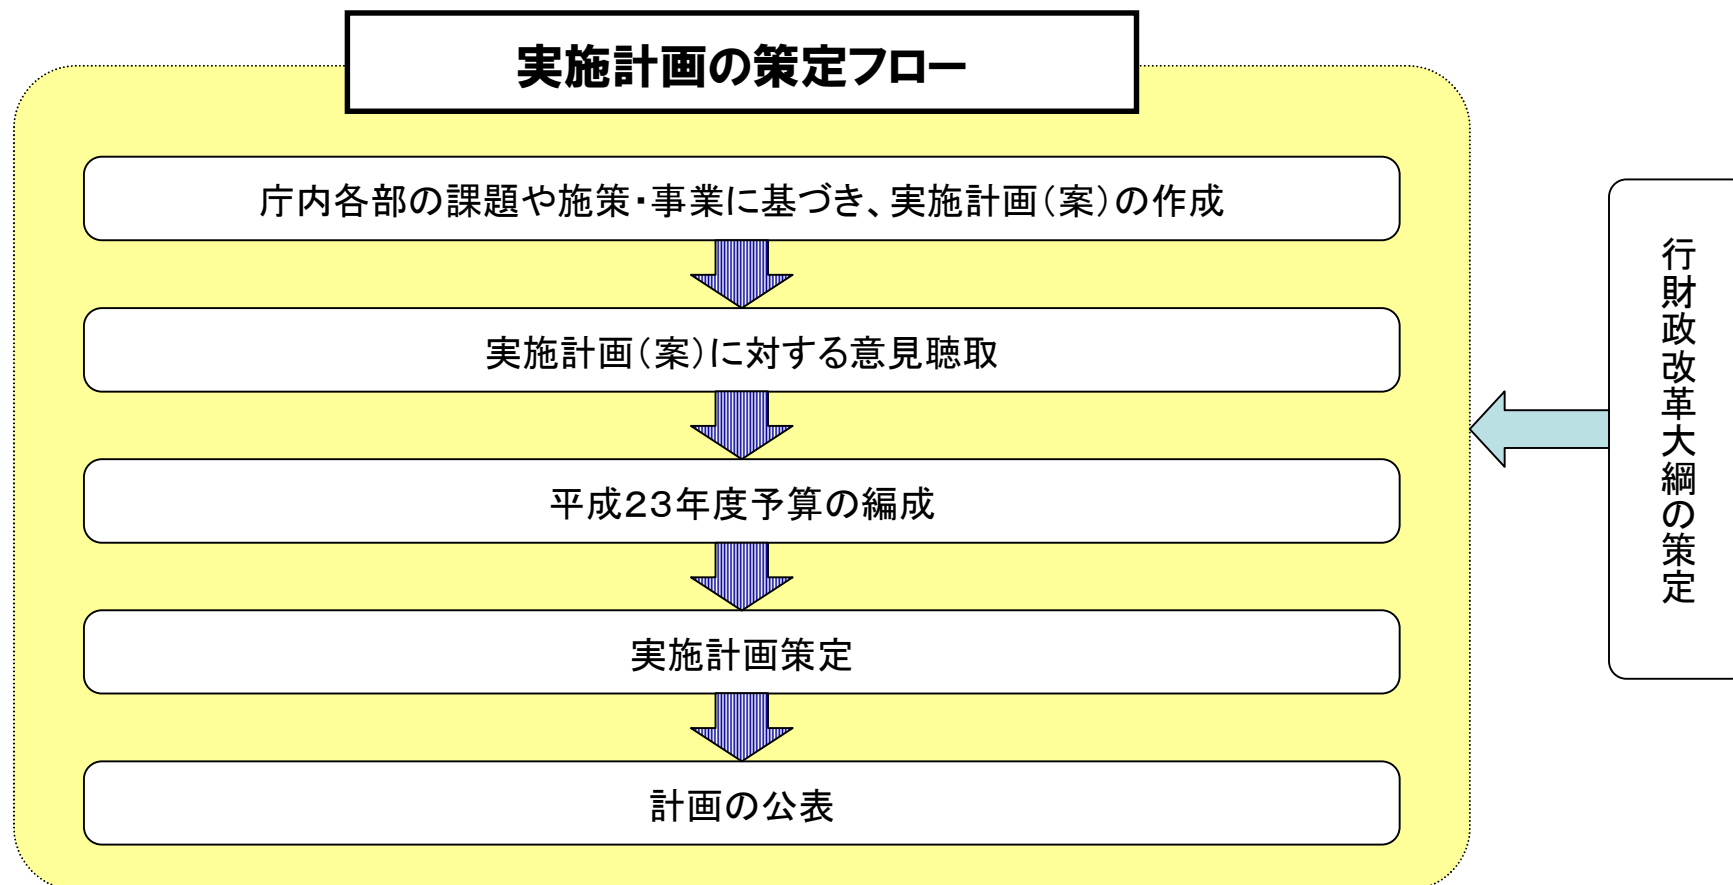 実施計画の策定フロー
庁内各部の課題や施策・事業に基づき、実施計画（案）の作成
実施計画（案）に対する意見聴取
平成２３年度予算の編成
実施計画策定
計画の公表
行財政改革大綱の策定